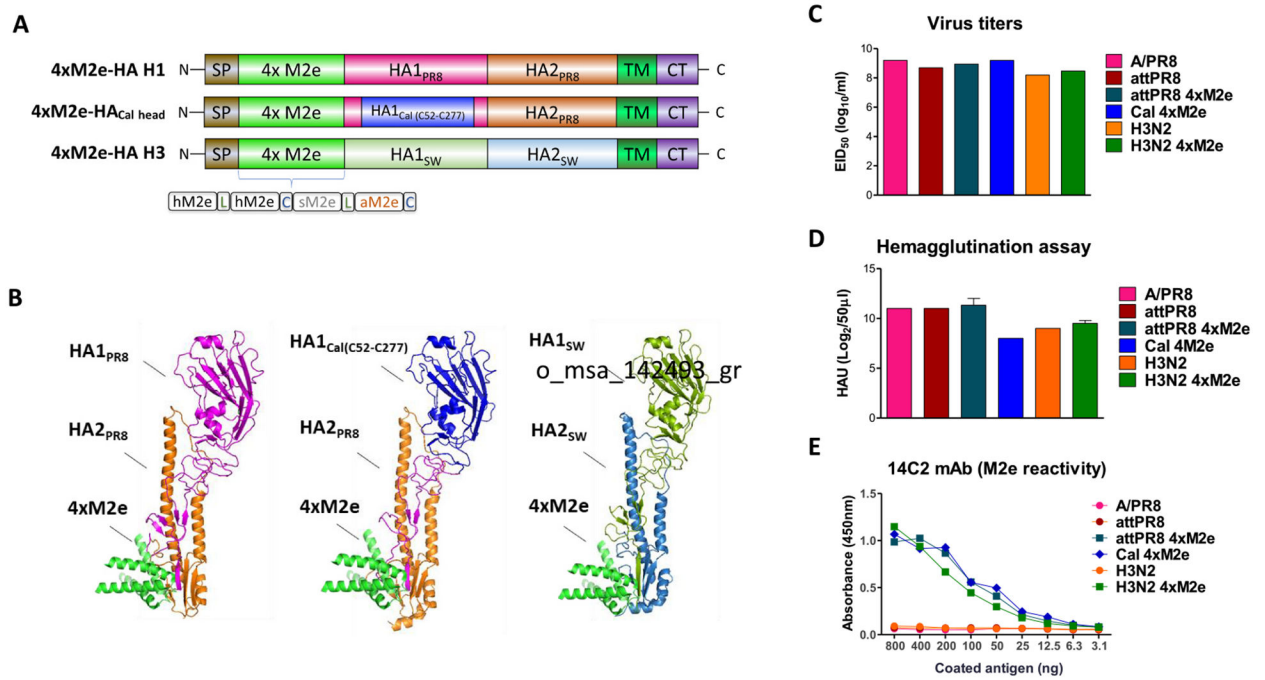 A
4xM2e-HA H1 N SP 4x M2e HA1PR8 HA2PR8 TM CT C
4xM2e-HACal head N SP 4x M2e HA1Cal (C52-C277) HA2PR8 TM CT C
4xM2e-HA H3 N SP 4x M2e HA1SW HA2SW TM CT C
hM2e L hM2e C sM2e L aM2e C
B
HA1PR8
HA2PR8
4xM2e
HA1Cal(C52-C277)
HA2PR8
4xM2e
HA1SW
o_msa_142493_gr
HA2SW
4xM2e
C
Virus titers
EID50 (log10/ml)
10
8
6
4
2
0
A/PR8
attPR8
attPR8 4xM2e
Cal 4xM2e
H3N2
H3N2 4xM2e
D
Hemagglutination assay
HAU (Log2/50µl)
15
10
5
0
A/PR8
attPR8
attPR8 4xM2e
Cal 4M2e
H3N2
H3N2 4xM2e
E
14C2 mAb (M2e reactivity)
Absorbance (450nm)
1.5
1.0
0.5
0.0
800 400 200 100 50 25 12.5 6.3 3.1
Coated antigen (ng)
A/PR8
attPR8
attPR8 4xM2e
Cal 4xM2e
H3N2
H3N2 4xM2e